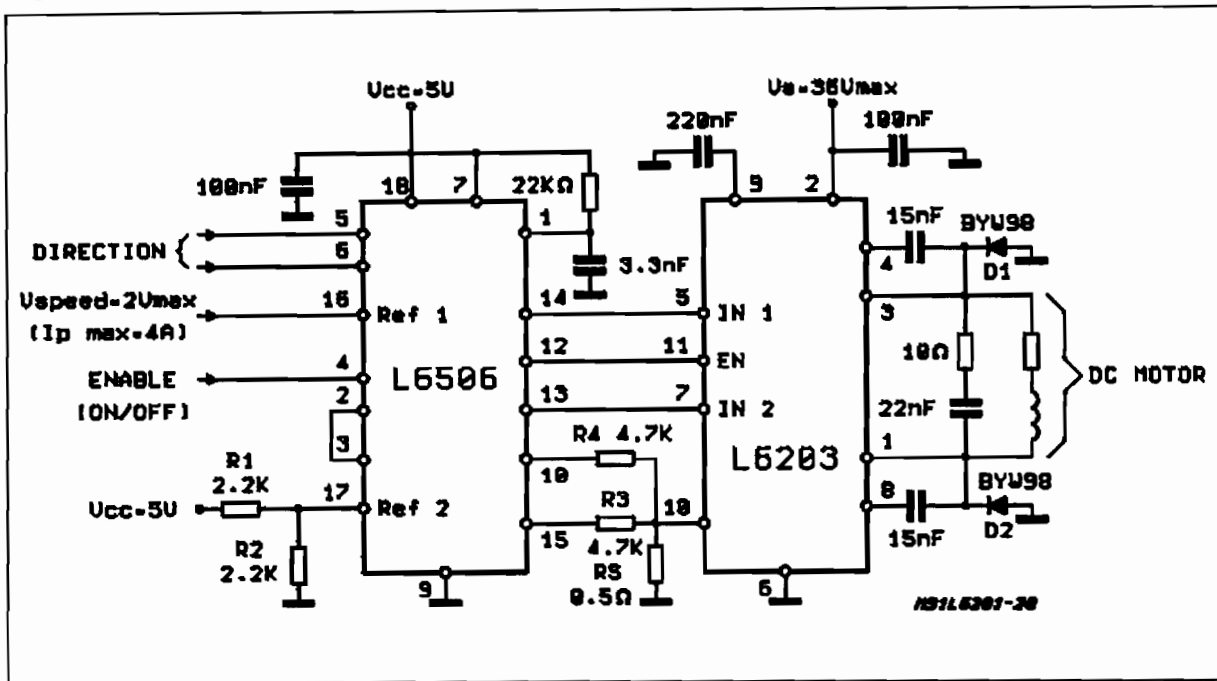 Vcc=5V
Vs=36Vmax
220nF
100nF
100nF
18
7
22KΩ
9
2
15nF
BYW98
5
1
4
D1
DIRECTION {
6
3.3nF
Vspeed=2Vmax
16
Ref 1
14
5
IN 1
3
(Ip max=4A)
10Ω
12
11
EN
ENABLE
4
L6506
DC MOTOR
(ON/OFF)
2
13
7
IN 2
22nF
3
R4 4.7K
L6203
1
R1
10
2.2K
17
Ref 2
R3
10
8
BYW98
Vcc=5V
15
4.7K
15nF
D2
R2
2.2K
9
RS
0.5Ω
6
M91L6201-20